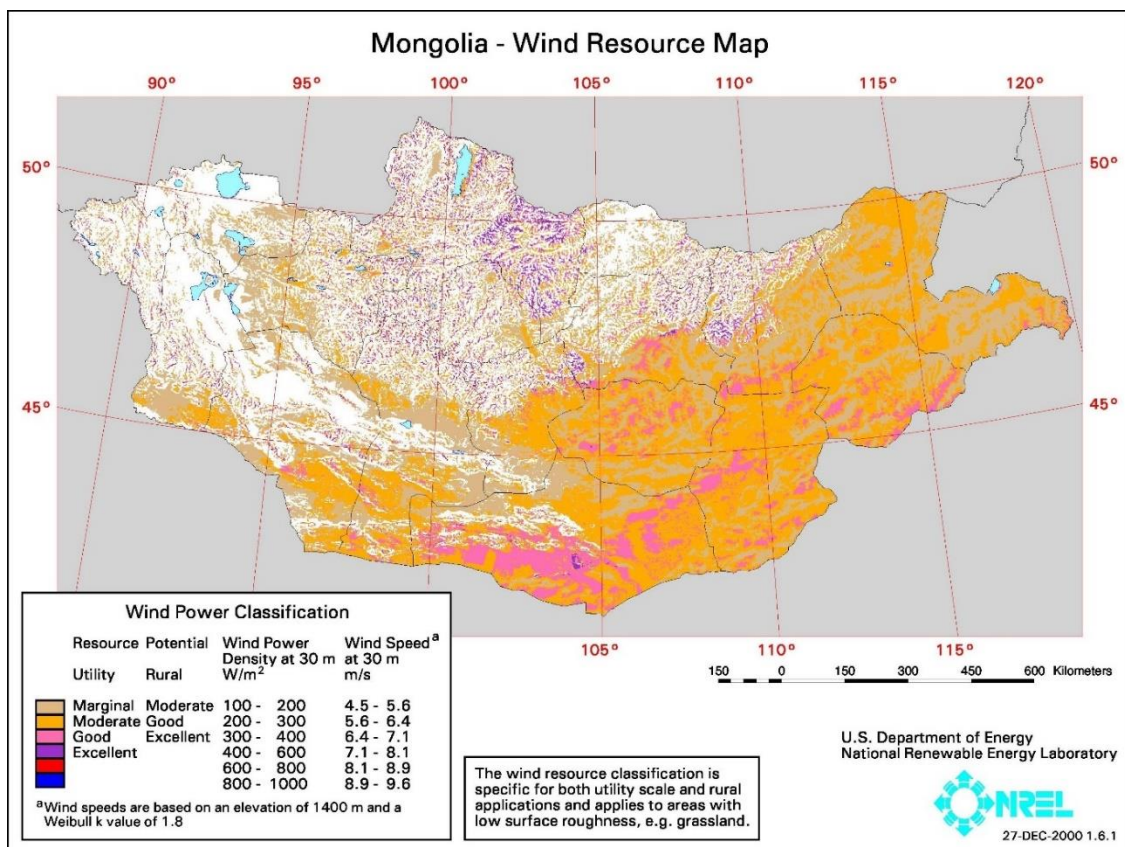 Mongolia - Wind Resource Map
90° 95° 100° 105° 110° 115° 120°
50° 50°
45° 45°
105° 110° 115°
Wind Power Classification
Resource Potential Wind Power Wind Speed a
Density at 30 m at 30 m
Utility Rural W/m2 m/s
Marginal Moderate 100 - 200 4.5 - 5.6
Moderate Good 200 - 300 5.6 - 6.4
Good Excellent 300 - 400 6.4 - 7.1
Excellent 400 - 600 7.1 - 8.1
600 - 800 8.1 - 8.9
800 - 1000 8.9 - 9.6
a Wind speeds are based on an elevation of 1400 m and a
Weibull k value of 1.8
150 0 150 300 450 600 Kilometers
The wind resource classification is
specific for both utility scale and rural
applications and applies to areas with
low surface roughness, e.g. grassland.
U.S. Department of Energy
National Renewable Energy Laboratory
NREL
27-DEC-2000 1.6.1